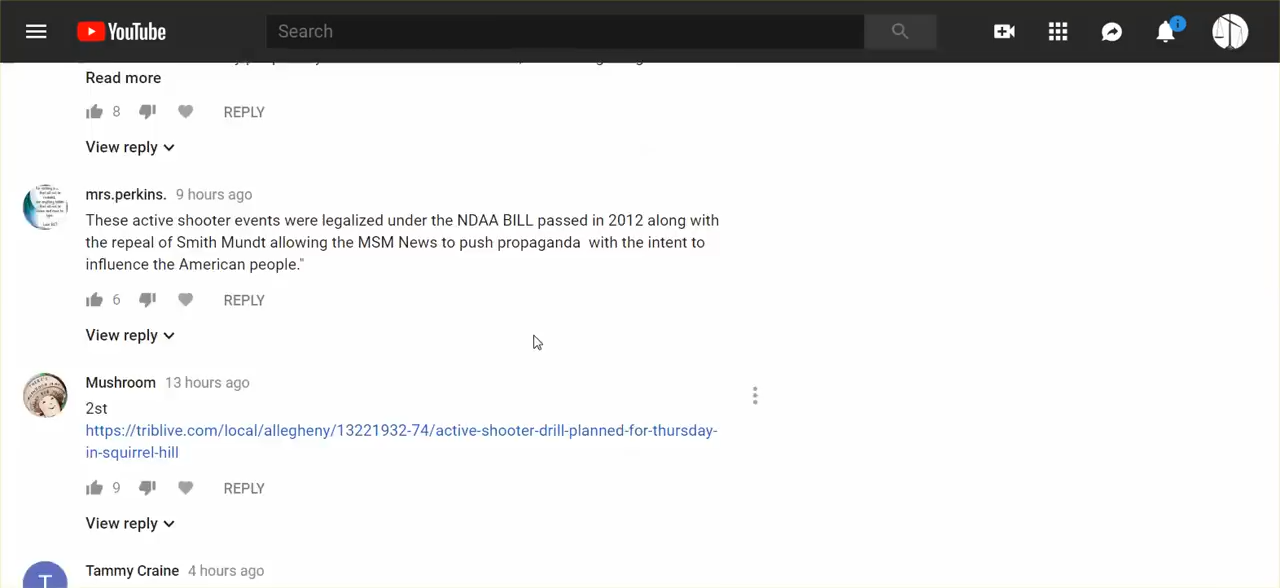 YouTube
Search
Read more
8 REPLY
View reply
mrs.perkins. 9 hours ago
These active shooter events were legalized under the NDAA BILL passed in 2012 along with
the repeal of Smith Mundt allowing the MSM News to push propaganda with the intent to
influence the American people."
6 REPLY
View reply
Mushroom 13 hours ago
2st
https://triblive.com/local/allegheny/13221932-74/active-shooter-drill-planned-for-thursday-
in-squirrel-hill
9 REPLY
View reply
T
Tammy Craine 4 hours ago